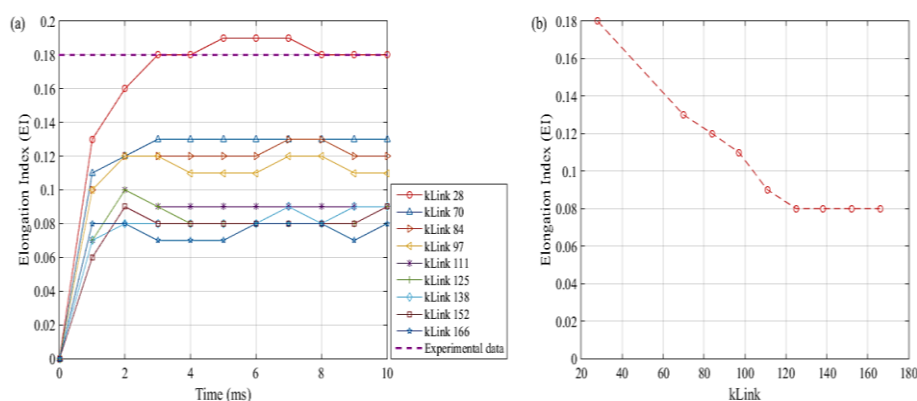 (a)
0.2
0.18
0.16
0.14
0.12
0.1
0.08
0.06
0.04
0.02
0
Elongation Index (EI)
0 2 4 6 8 10
Time (ms)
kLink 28
kLink 70
kLink 84
kLink 97
kLink 111
kLink 125
kLink 138
kLink 152
kLink 166
Experimental data
(b)
0.18
0.16
0.14
0.12
0.1
0.08
0.06
0.04
0.02
0
Elongation Index (EI)
20 40 60 80 100 120 140 160 180
kLink